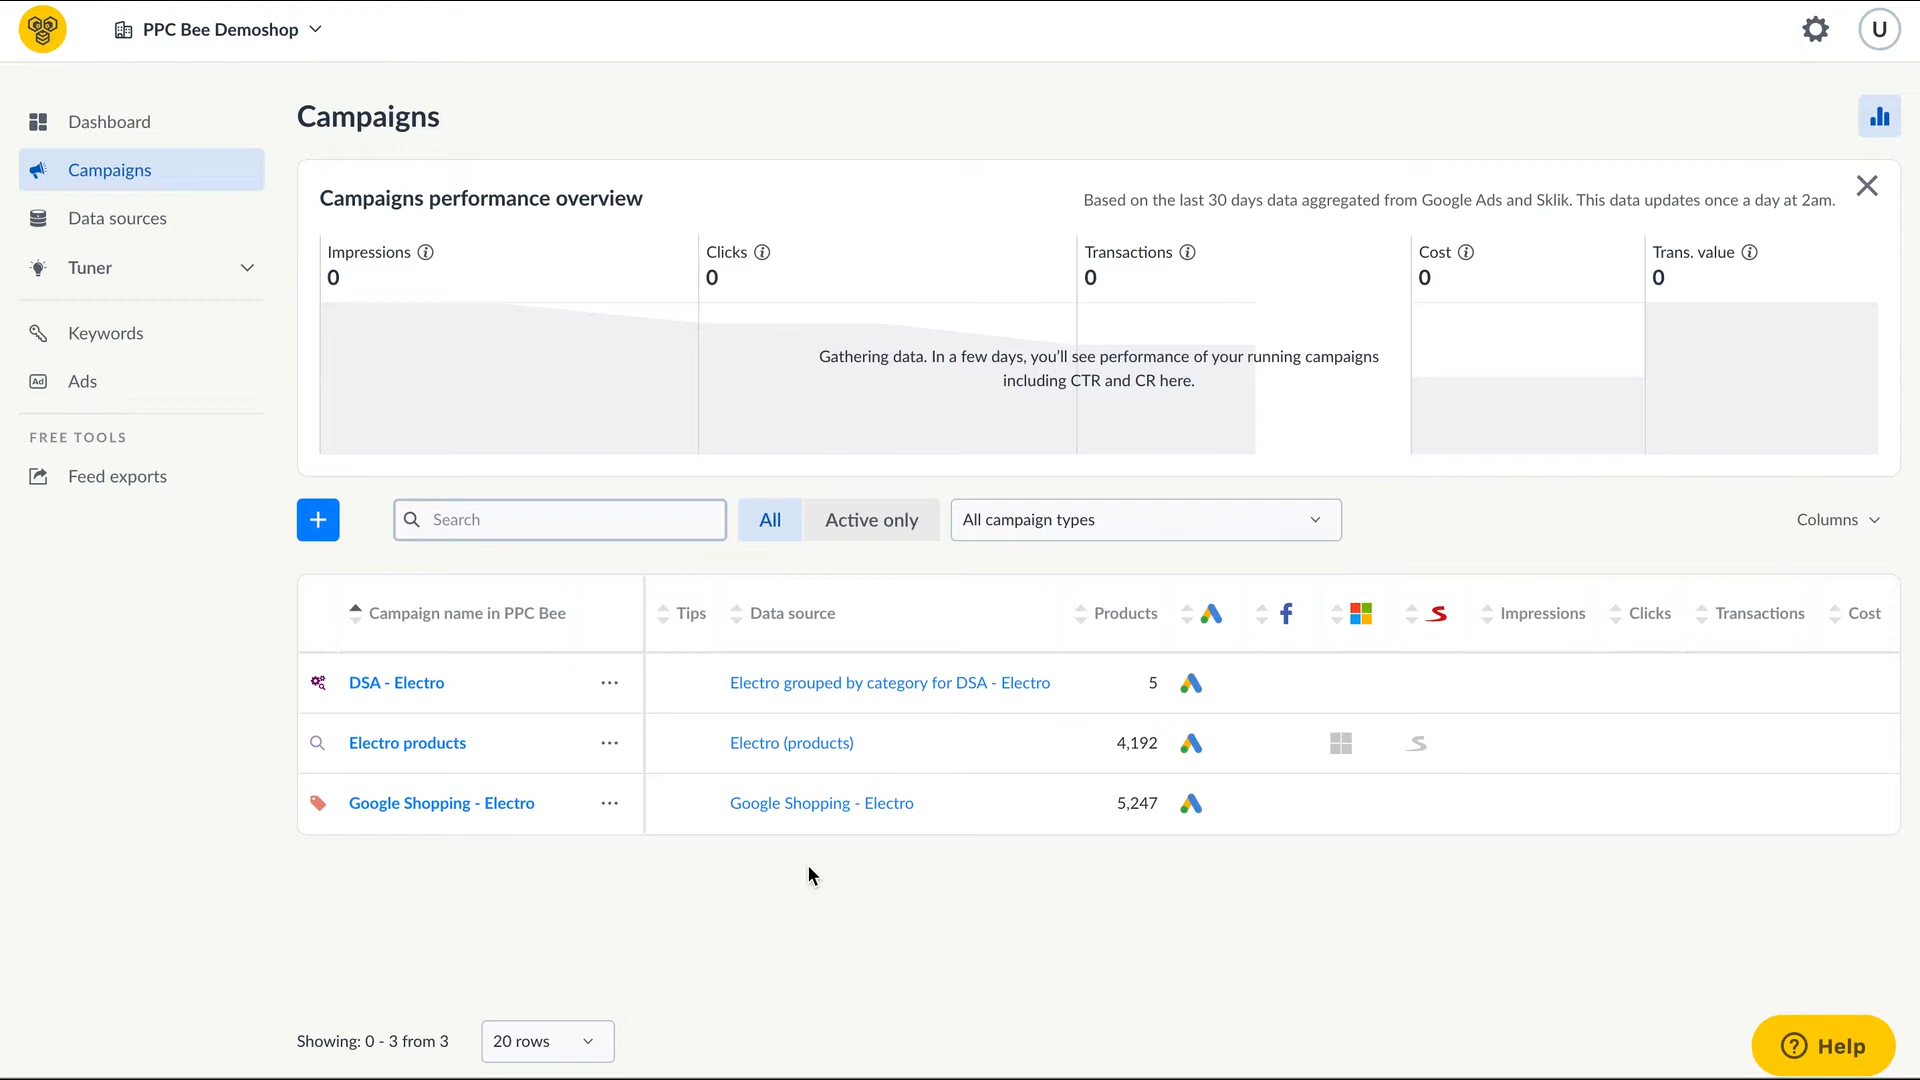 PPC Bee Demoshop
U
Dashboard
Campaigns
Data sources
Tuner
Keywords
Ad Ads
FREE TOOLS
Feed exports
Campaigns
Campaigns performance overview
Based on the last 30 days data aggregated from Google Ads and Sklik. This data updates once a day at 2am.
Impressions
0
Clicks
0
Transactions
0
Cost
0
Trans. value
0
Gathering data. In a few days, you'll see performance of your running campaigns
including CTR and CR here.
+
Search
All
Active only
All campaign types
Columns
Campaign name in PPC Bee Tips Data source Products Impressions Clicks Transactions Cost
DSA - Electro ... Electro grouped by category for DSA - Electro 5
Electro products ... Electro (products) 4,192
Google Shopping - Electro ... Google Shopping - Electro 5,247
Showing: 0 - 3 from 3
20 rows
? Help